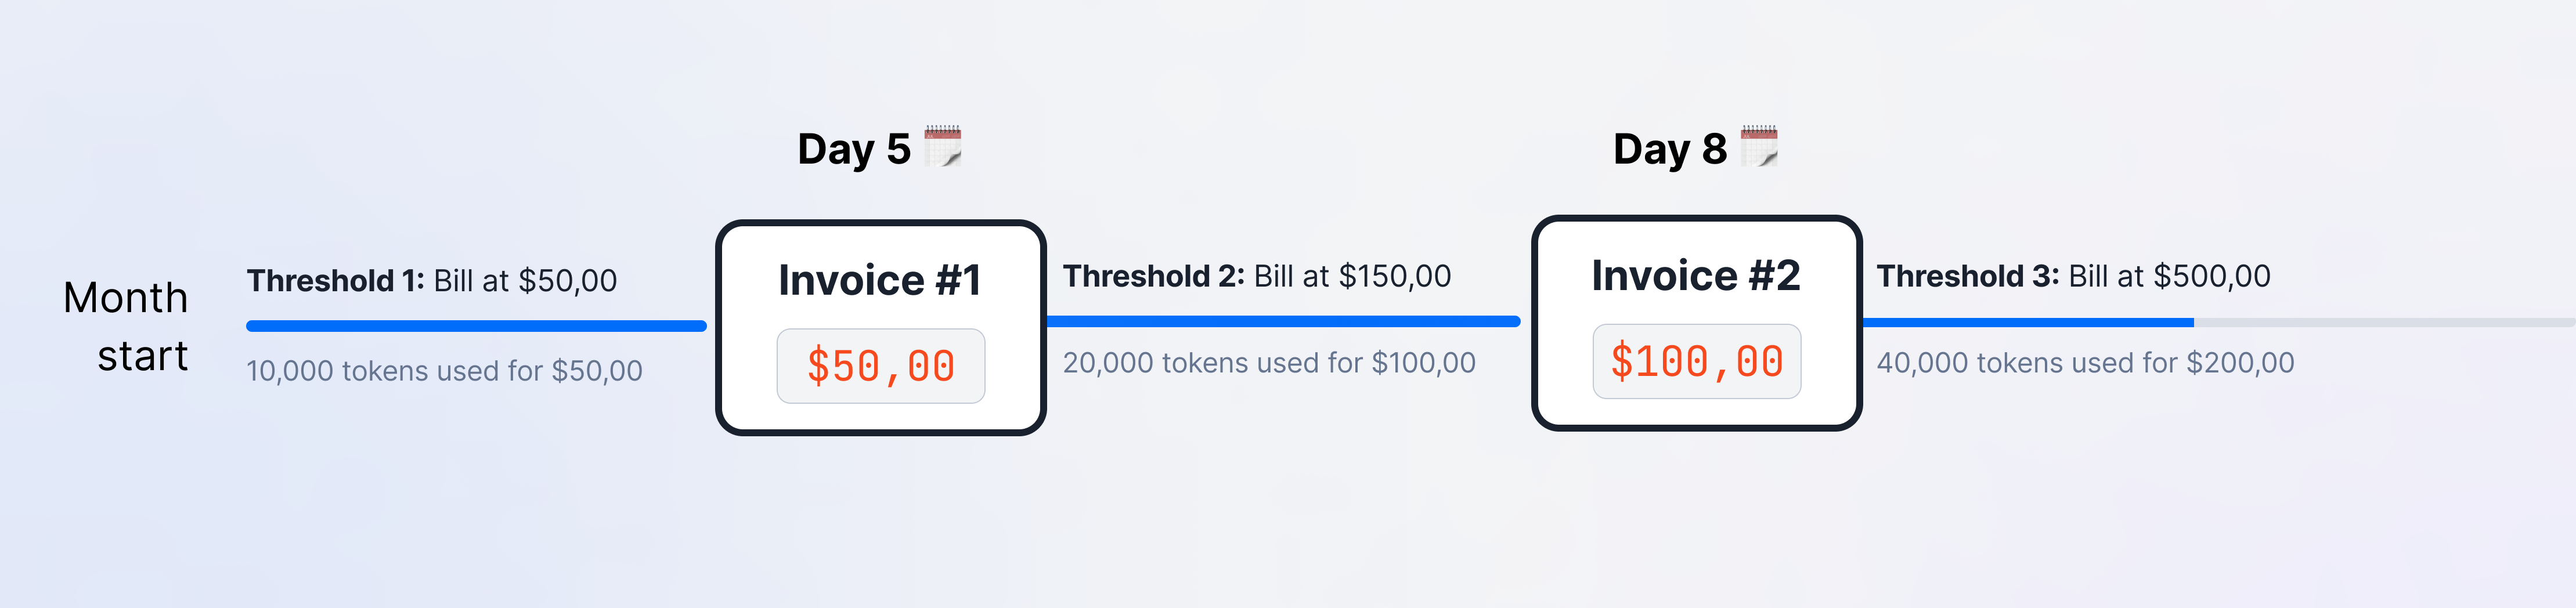 Day 5
Day 8
Month
start
Threshold 1: Bill at $50,00
10,000 tokens used for $50,00
Invoice #1
$50,00
Threshold 2: Bill at $150,00
20,000 tokens used for $100,00
Invoice #2
$100,00
Threshold 3: Bill at $500,00
40,000 tokens used for $200,00